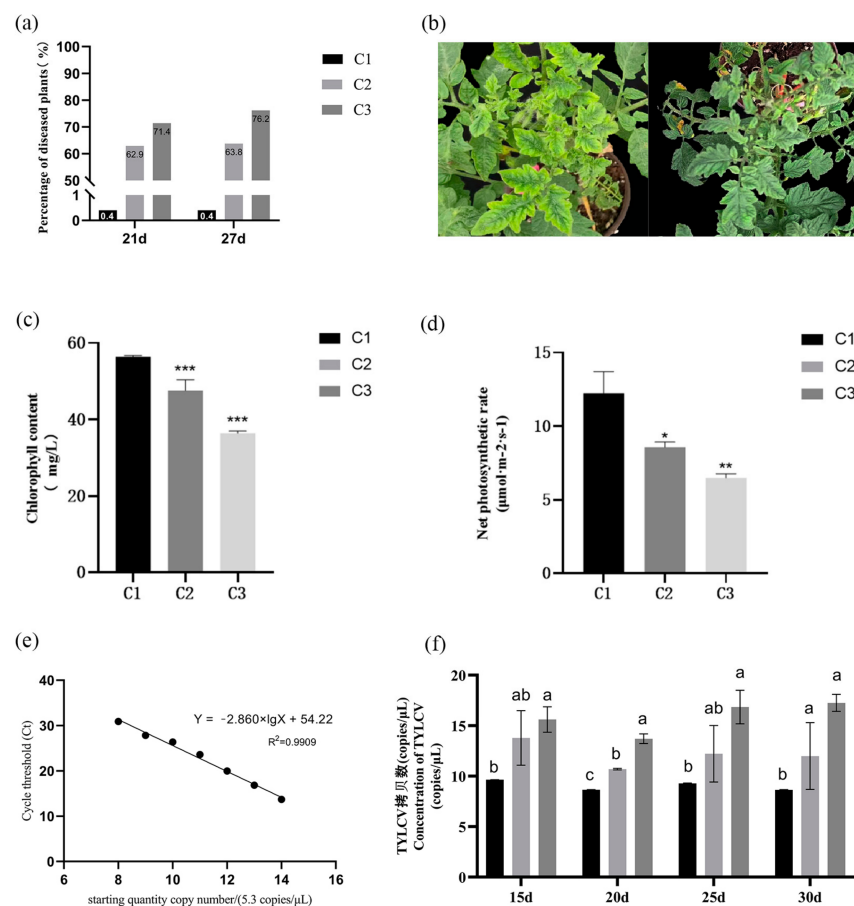 (a)
Percentage of diseased plants( %)
100
90
80
70
60
50
1
0
0.4
62.9
71.4
0.4
63.8
76.2
21d
27d
C1
C2
C3
(b)
(c)
Chlorophyll content
( mg/L)
60
40
20
0
***
***
C1
C2
C3
C1
C2
C3
(d)
Net photosynthetic rate
(μmol·m-2·s-1)
15
10
5
0
*
**
C1
C2
C3
C1
C2
C3
(e)
Cycle threshold (Ct)
40
30
20
10
0
Y = -2.860×lgX + 54.22
R²=0.9909
6
8
10
12
14
16
starting quantity copy number/(5.3 copies/μL)
(f)
TYLCV拷贝数(copies/μL)
Concentration of TYLCV
(copies/μL)
20
15
10
5
0
b
ab
a
c
b
a
b
ab
a
b
b
a
15d
20d
25d
30d
C1
C2
C3